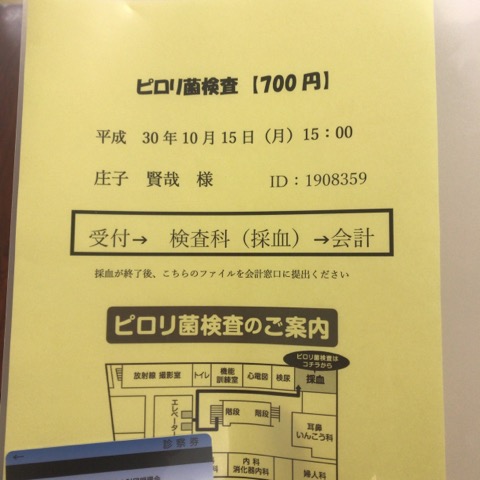 ピロリ菌検査【700円】
平成 30年10月15日（月）15：00
庄子 賢哉 様 ID：1908359
受付→ 検査科（採血）→会計
採血が終了後、こちらのファイルを会計窓口に提出ください
ピロリ菌検査のご案内
ピロリ菌検査は
コチラから
放射線 撮影室
トイレ
機能
訓練室
心電図
検尿
採血
エレベーター
階段
階段
耳鼻
いんこう科
内科
消化器内科
婦人科